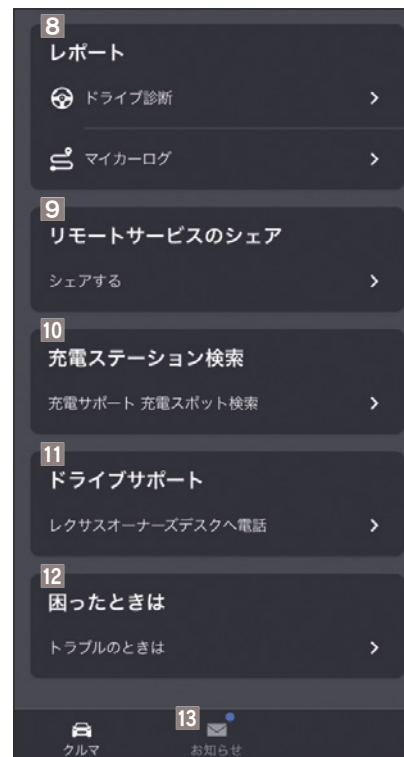 8
レポート
ドライブ診断
マイカーログ
9
リモートサービスのシェア
シェアする
10
充電ステーション検索
充電サポート 充電スポット検索
11
ドライブサポート
レクサスオーナーズデスクへ電話
12
困ったときは
トラブルのときは
13
クルマ
お知らせ